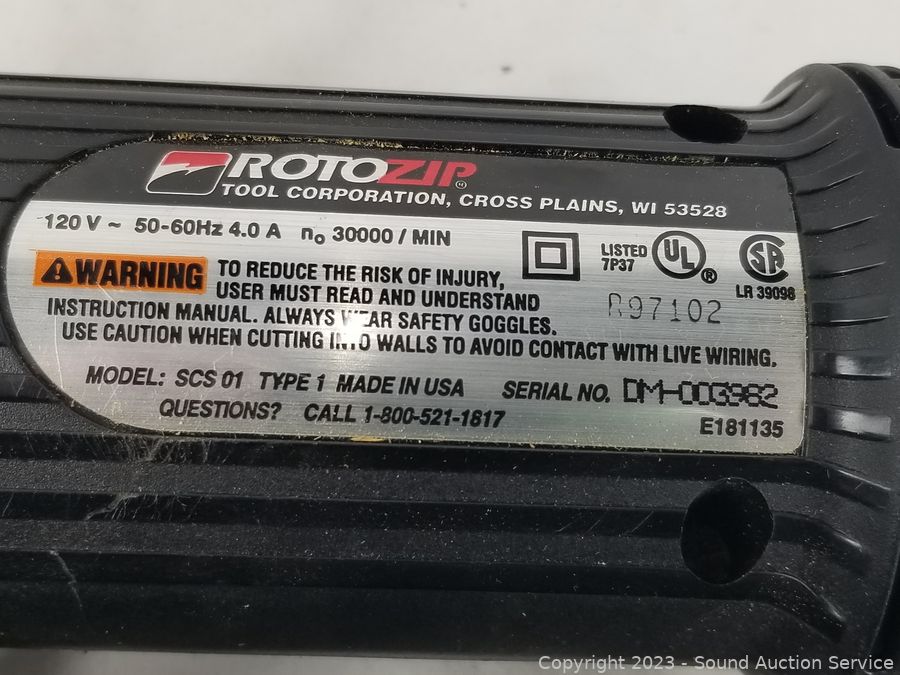 ROTOZIP ®
TOOL CORPORATION, CROSS PLAINS, WI 53528
120 V ~ 50-60Hz 4.0 A n₀ 30000 / MIN
LISTED
7P37
UL ®
SA
LR 39098
WARNING TO REDUCE THE RISK OF INJURY,
USER MUST READ AND UNDERSTAND
INSTRUCTION MANUAL. ALWAYS WEAR SAFETY GOGGLES.
R97102
USE CAUTION WHEN CUTTING INTO WALLS TO AVOID CONTACT WITH LIVE WIRING.
MODEL: SCS 01 TYPE 1 MADE IN USA SERIAL NO. DM-003982
QUESTIONS? CALL 1-800-521-1817
E181135
Copyright 2023 - Sound Auction Service